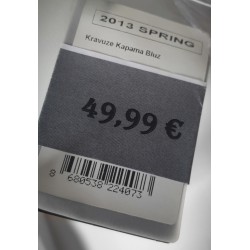 2013 SPRING
Kravuze Kapama Bluz
49,99 €
8 680538 224073